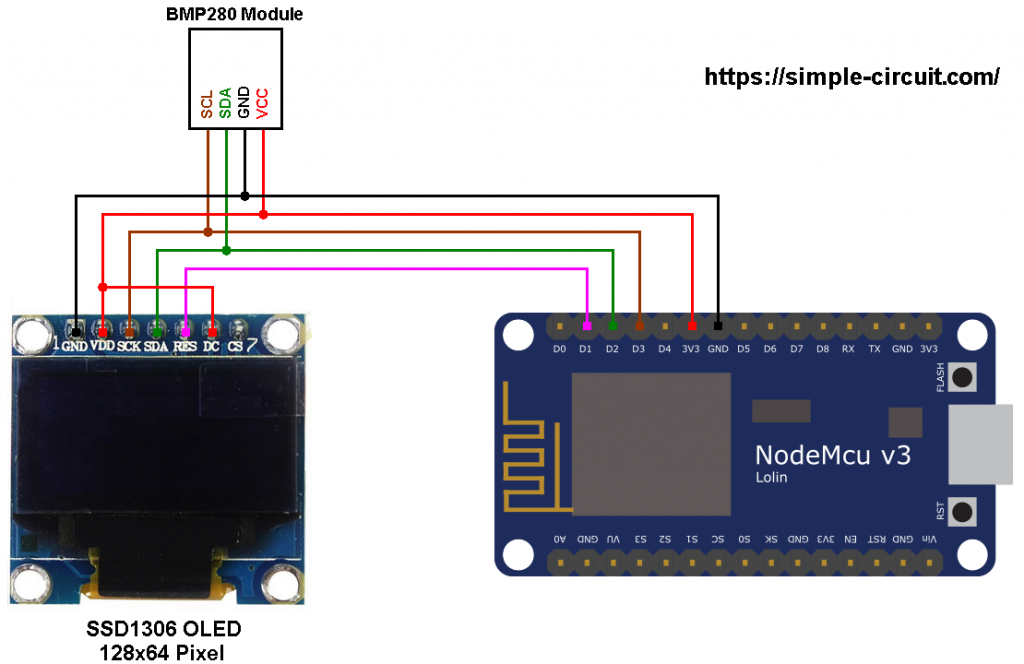 BMP280 Module
https://simple-circuit.com/
SCL SDA GND VCC
1 GND VDD SCK SDA RES DC CS 7
D0 D1 D2 D3 D4 3V3 GND D5 D6 D7 D8 RX TX GND 3V3
FLASH
NodeMcu v3
Lolin
RST
A0 GND VU S3 S2 S1 SC S0 SK GND 3V3 EN RST GND Vin
SSD1306 OLED
128x64 Pixel